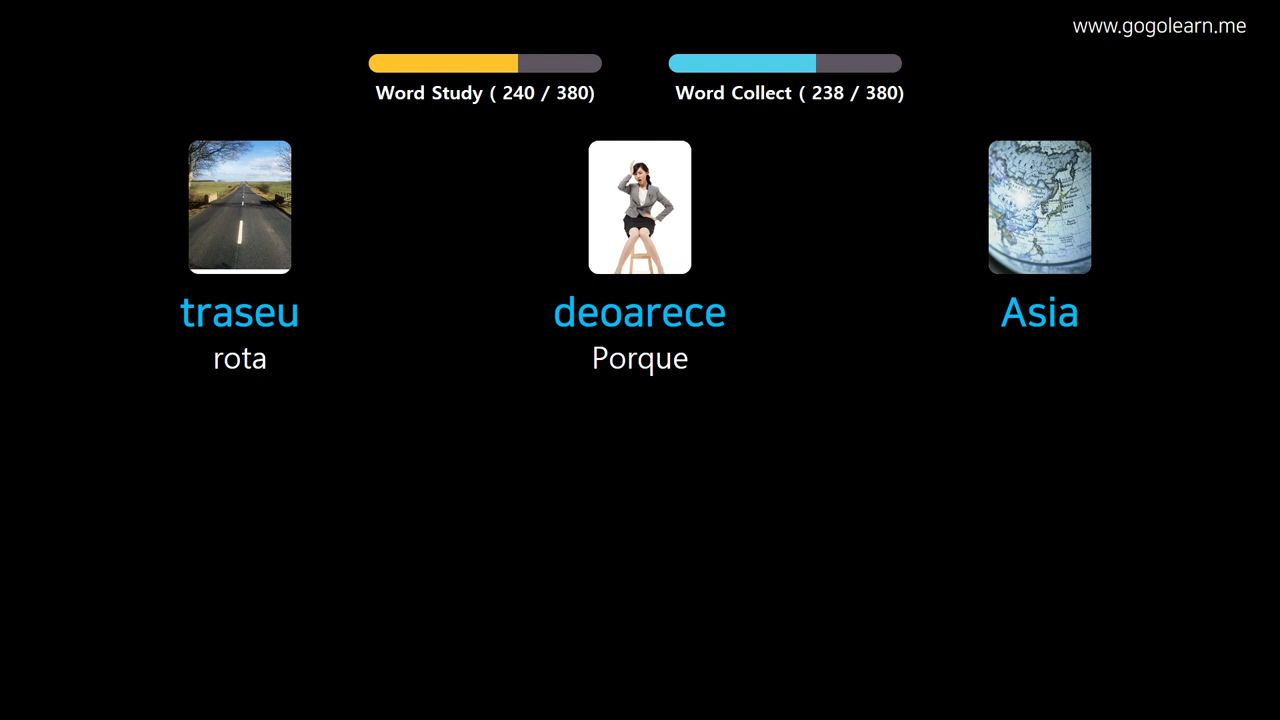 www.gogolearn.me
Word Study ( 240 / 380)
Word Collect ( 238 / 380)
traseu
deoarece
Asia
rota
Porque